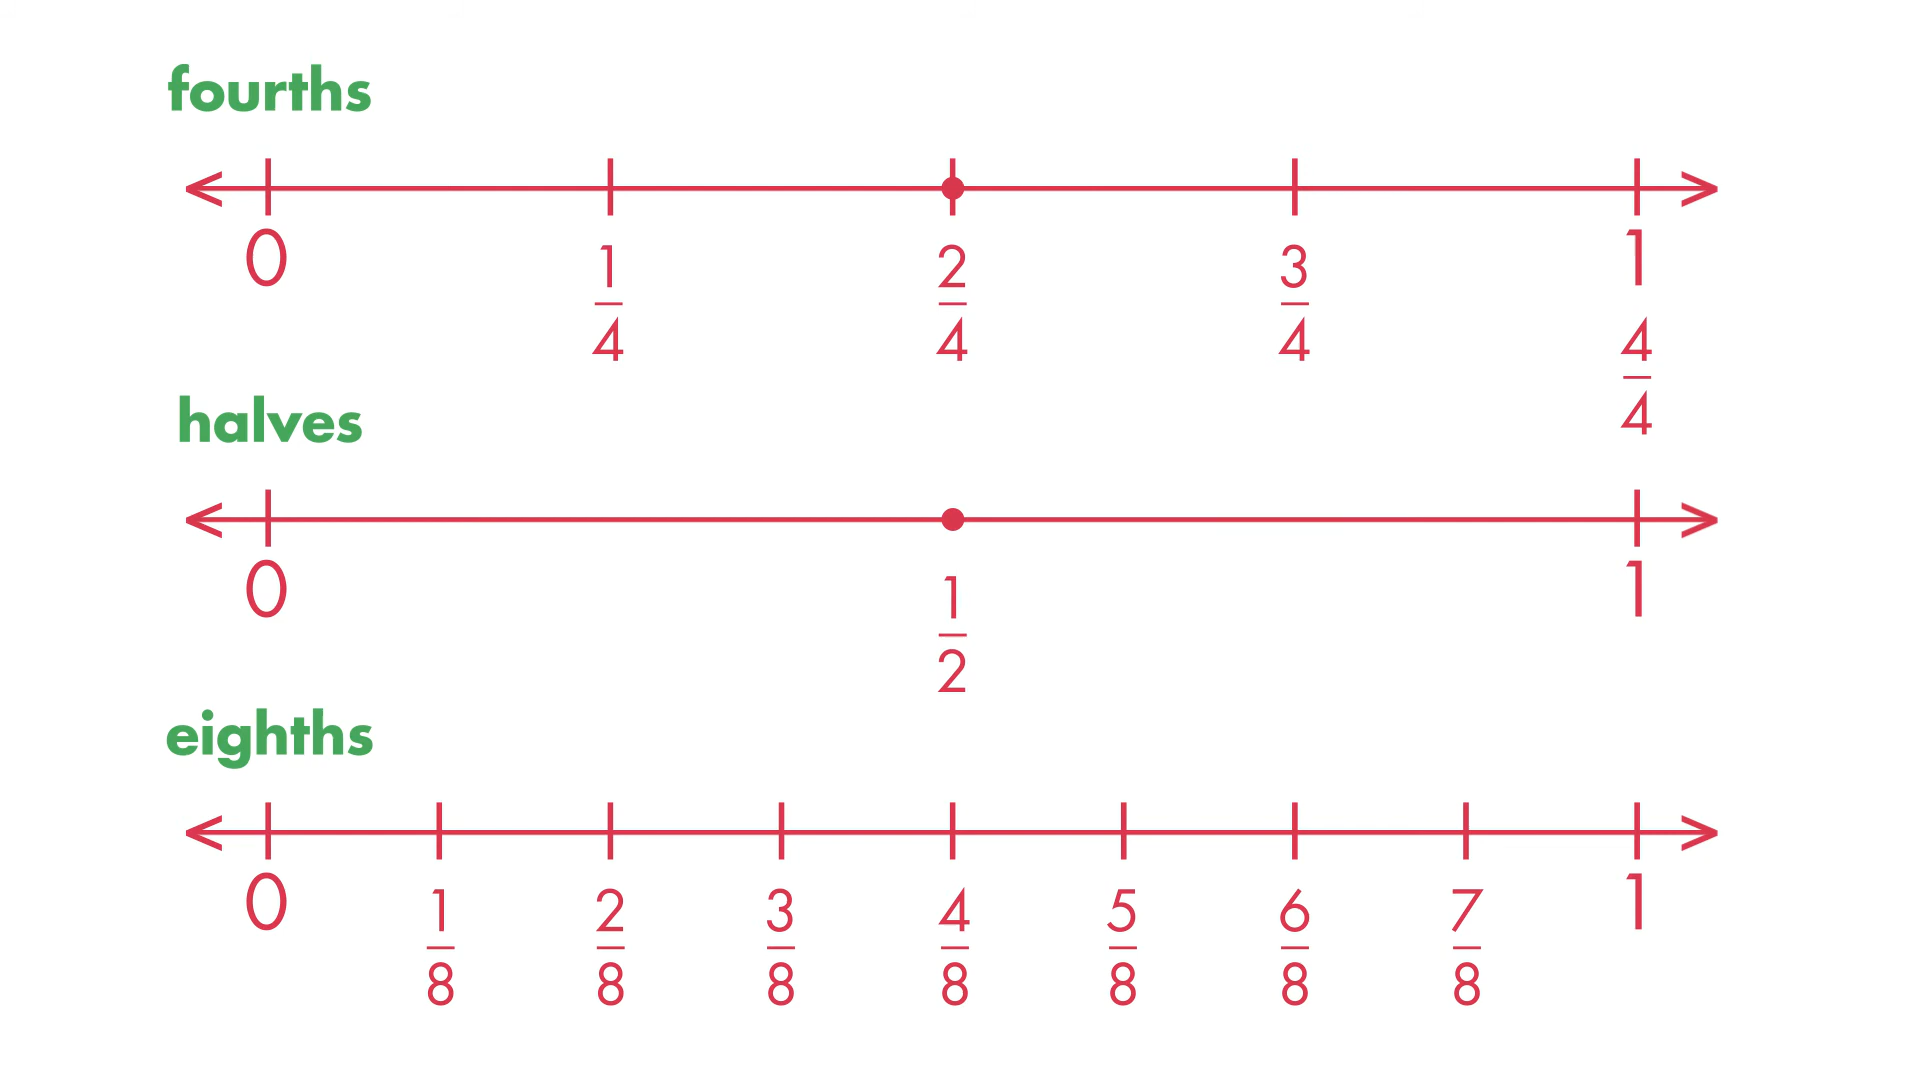 fourths
0 1/4 2/4 3/4 1
4/4
halves
0 1/2 1
eighths
0 1/8 2/8 3/8 4/8 5/8 6/8 7/8 1